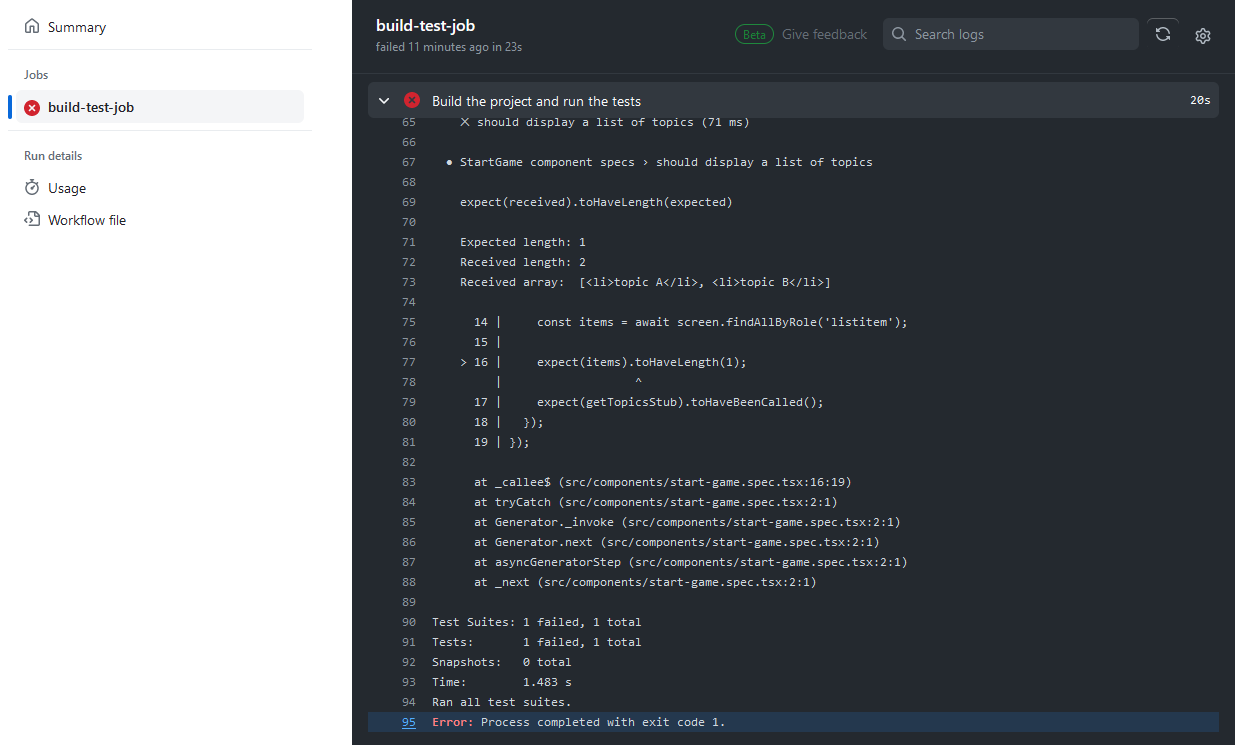 Summary
Jobs
build-test-job
Run details
Usage
Workflow file
build-test-job
failed 11 minutes ago in 23s
Beta Give feedback
Search logs
Build the project and run the tests 20s
65 ✕ should display a list of topics (71 ms)
66
67 ● StartGame component specs › should display a list of topics
68
69 expect(received).toHaveLength(expected)
70
71 Expected length: 1
72 Received length: 2
73 Received array:  [<li>topic A</li>, <li>topic B</li>]
74
75 14 |     const items = await screen.findAllByRole('listitem');
76 15 |
77 > 16 |     expect(items).toHaveLength(1);
78 |                   ^
79 17 |     expect(getTopicsStub).toHaveBeenCalled();
80 18 |   });
81 19 | });
82
83 at _callee$ (src/components/start-game.spec.tsx:16:19)
84 at tryCatch (src/components/start-game.spec.tsx:2:1)
85 at Generator._invoke (src/components/start-game.spec.tsx:2:1)
86 at Generator.next (src/components/start-game.spec.tsx:2:1)
87 at asyncGeneratorStep (src/components/start-game.spec.tsx:2:1)
88 at _next (src/components/start-game.spec.tsx:2:1)
89
90 Test Suites: 1 failed, 1 total
91 Tests:       1 failed, 1 total
92 Snapshots:   0 total
93 Time:        1.483 s
94 Ran all test suites.
95 Error: Process completed with exit code 1.